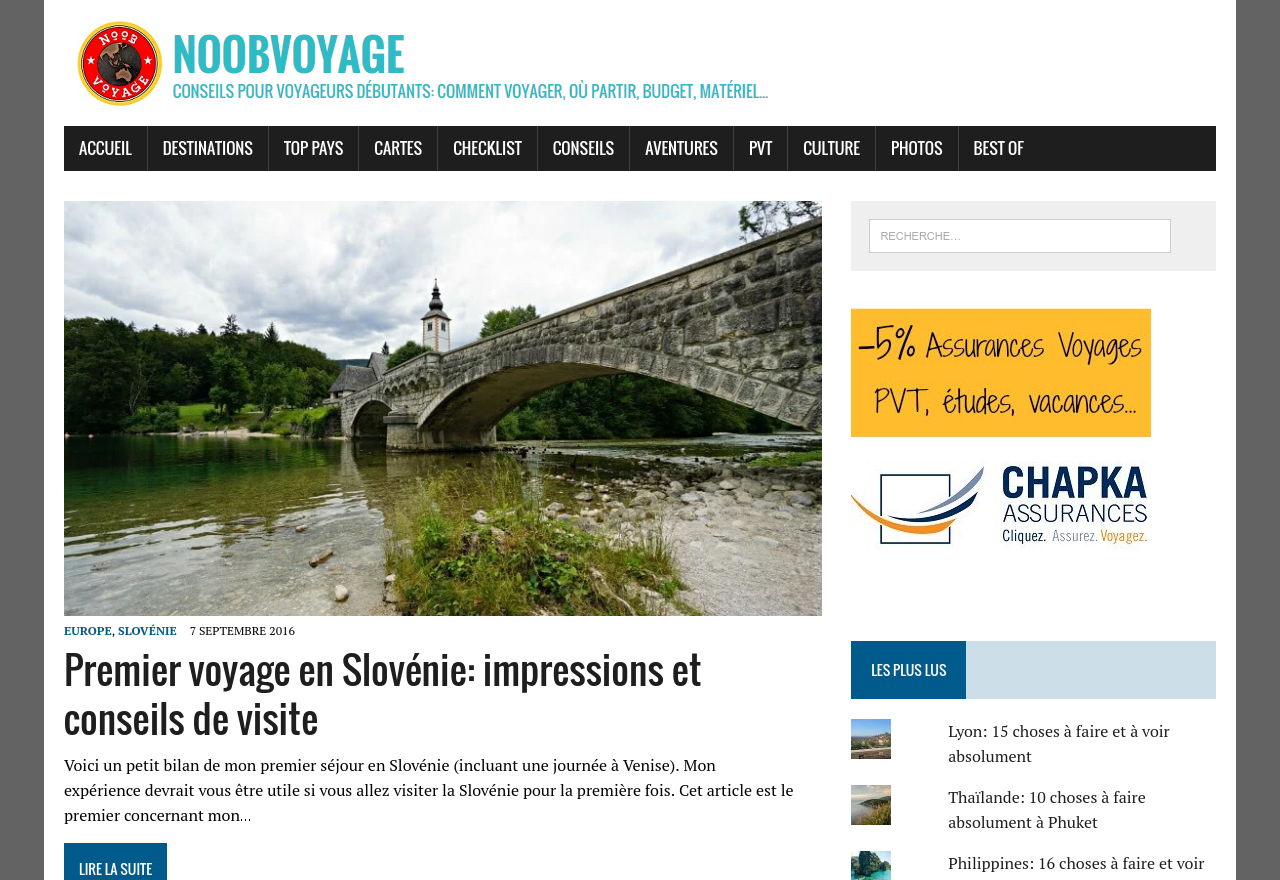 NOOB
VOYAGE
NOOBVOYAGE
CONSEILS POUR VOYAGEURS DÉBUTANTS: COMMENT VOYAGER, OÙ PARTIR, BUDGET, MATÉRIEL...
ACCUEIL DESTINATIONS TOP PAYS CARTES CHECKLIST CONSEILS AVENTURES PVT CULTURE PHOTOS BEST OF
RECHERCHE...
-5% Assurances Voyages
PVT, études, vacances...
CHAPKA
ASSURANCES
Cliquez. Assurez. Voyagez.
EUROPE, SLOVÉNIE 7 SEPTEMBRE 2016
Premier voyage en Slovénie: impressions et
conseils de visite
Voici un petit bilan de mon premier séjour en Slovénie (incluant une journée à Venise). Mon
expérience devrait vous être utile si vous allez visiter la Slovénie pour la première fois. Cet article est le
premier concernant mon...
LIRE LA SUITE
LES PLUS LUS
Lyon: 15 choses à faire et à voir
absolument
Thaïlande: 10 choses à faire
absolument à Phuket
Philippines: 16 choses à faire et voir